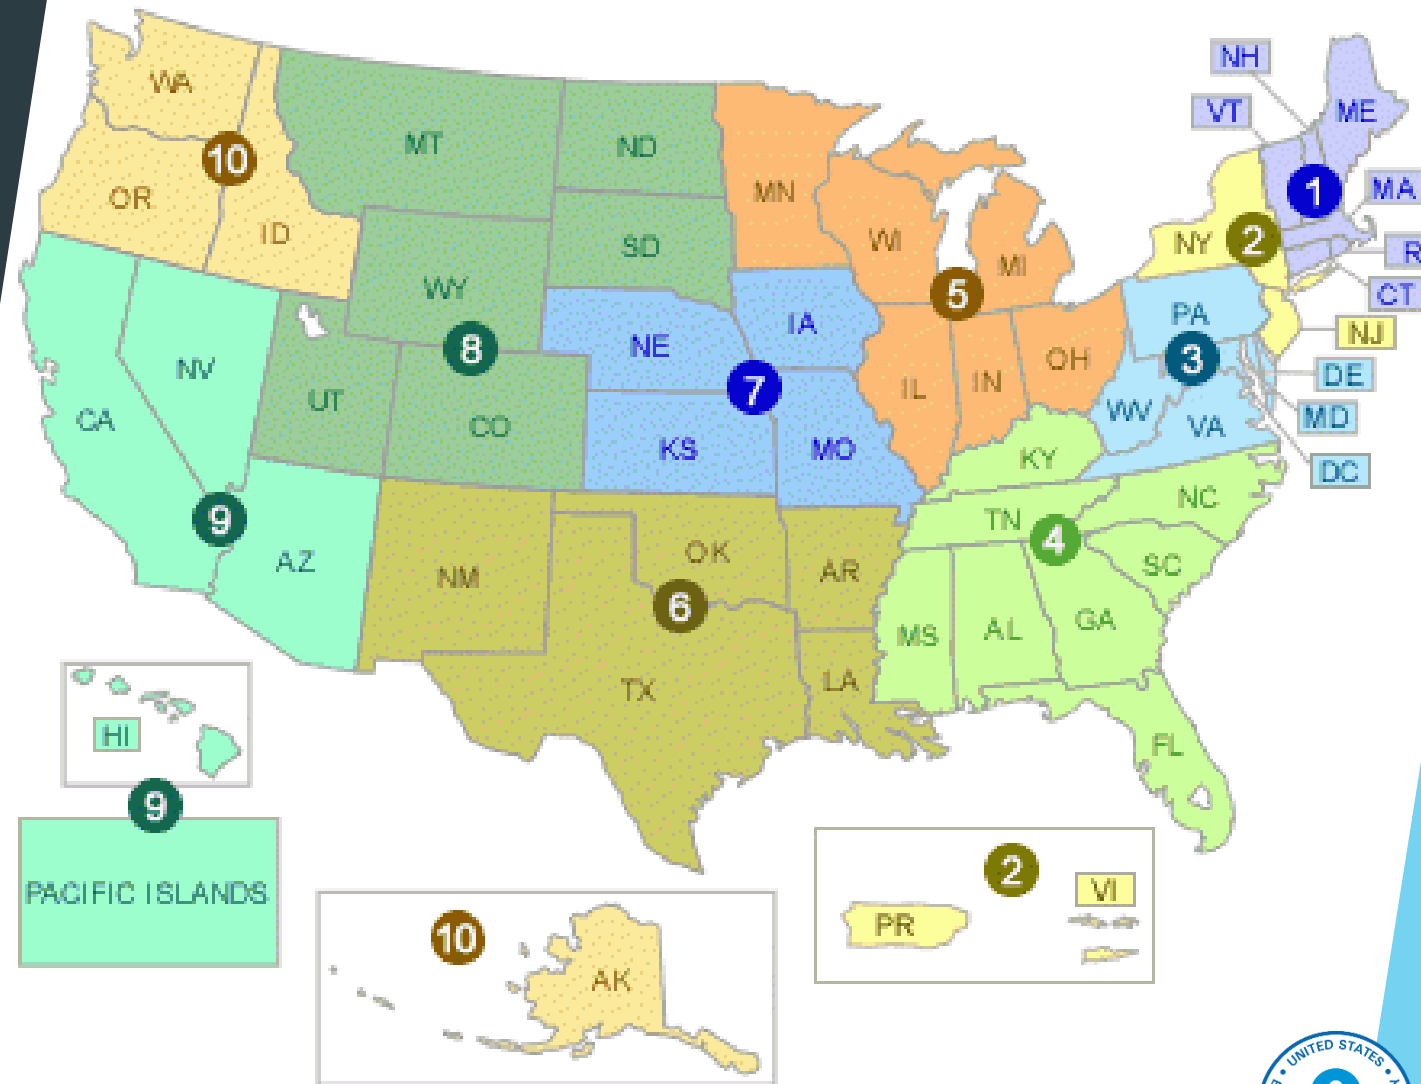 NH
VT
ME
WA
MT
ND
MN
10
1
MA
OR
ID
SD
WI
MI
NY
2
R
WY
5
CT
IA
PA
NJ
NE
8
3
NV
UT
7
OH
DE
IL
IN
WV
MD
CA
CO
KS
MO
VA
KY
DC
NC
9
TN
4
AZ
NM
OK
AR
SC
6
MS
AL
GA
TX
LA
HI
FL
9
PACIFIC ISLANDS
2
VI
PR
10
AK
UNITED STATES